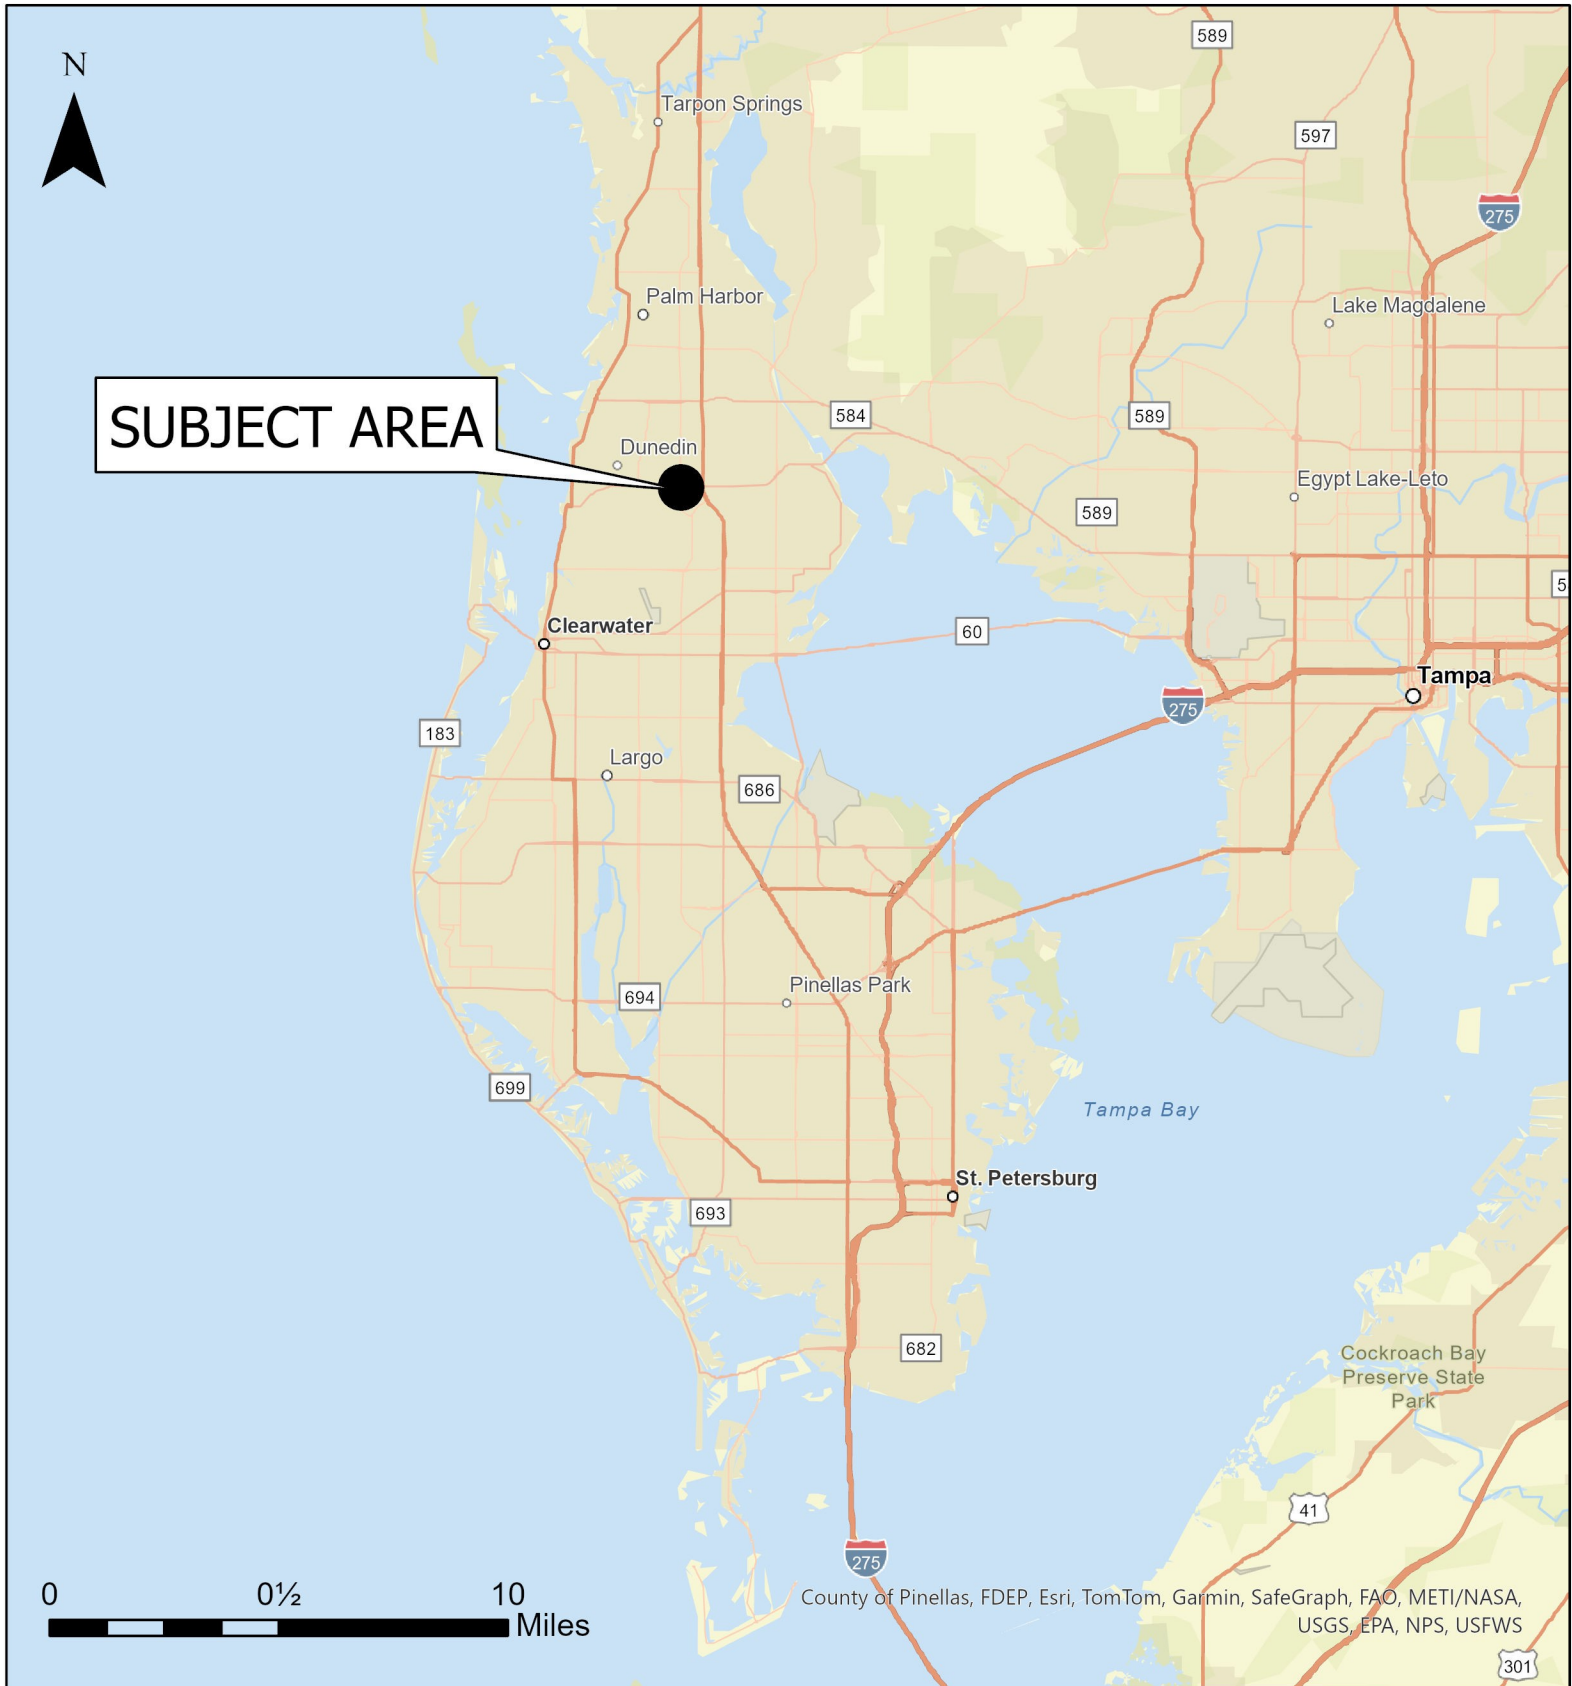 N
589
Tarpon Springs
597
275
Palm Harbor
Lake Magdalene
SUBJECT AREA
584
589
Dunedin
Egypt Lake-Leto
589
5
Clearwater
60
Tampa
275
183
Largo
686
Pinellas Park
694
699
Tampa Bay
St. Petersburg
693
682
Cockroach Bay
Preserve State
Park
41
275
0 0½ 10
Miles
County of Pinellas, FDEP, Esri, TomTom, Garmin, SafeGraph, FAO, METI/NASA,
USGS, EPA, NPS, USFWS
301